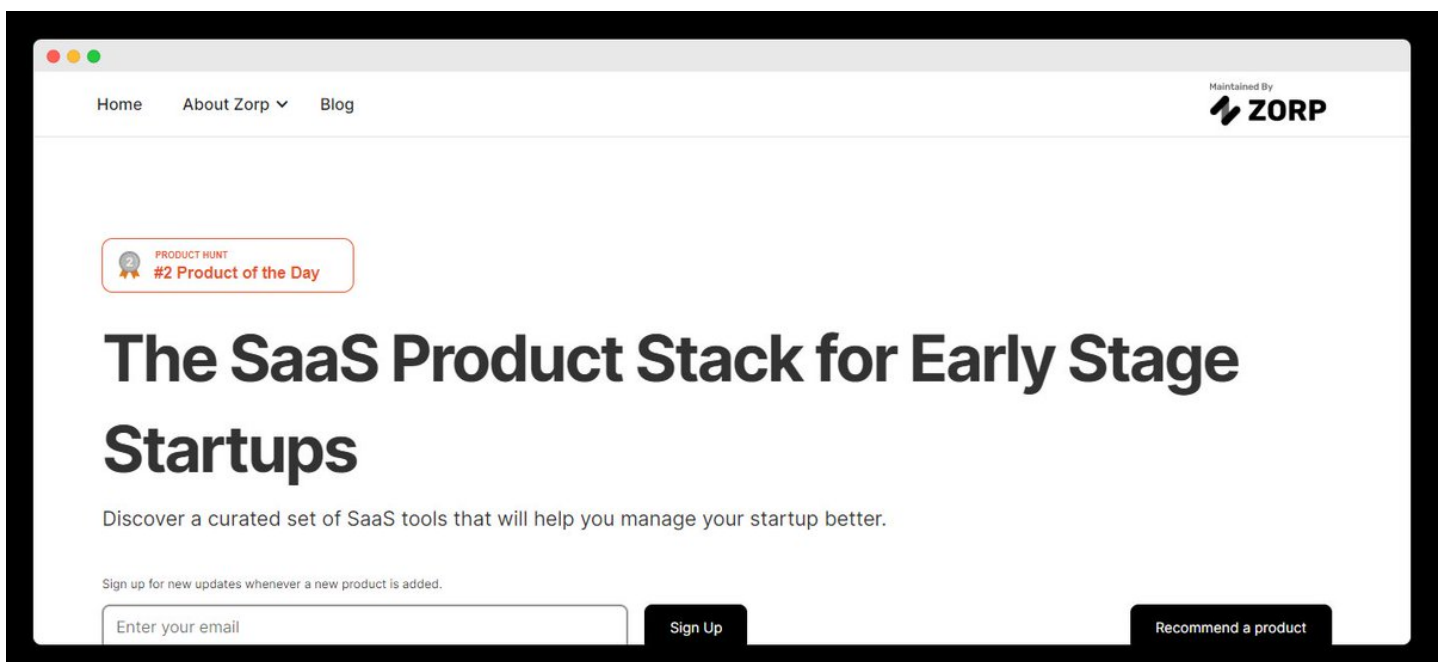 Home About Zorp Blog
Maintained By
ZORP
2
PRODUCT HUNT
#2 Product of the Day
The SaaS Product Stack for Early Stage
Startups
Discover a curated set of SaaS tools that will help you manage your startup better.
Sign up for new updates whenever a new product is added.
Enter your email Sign Up Recommend a product